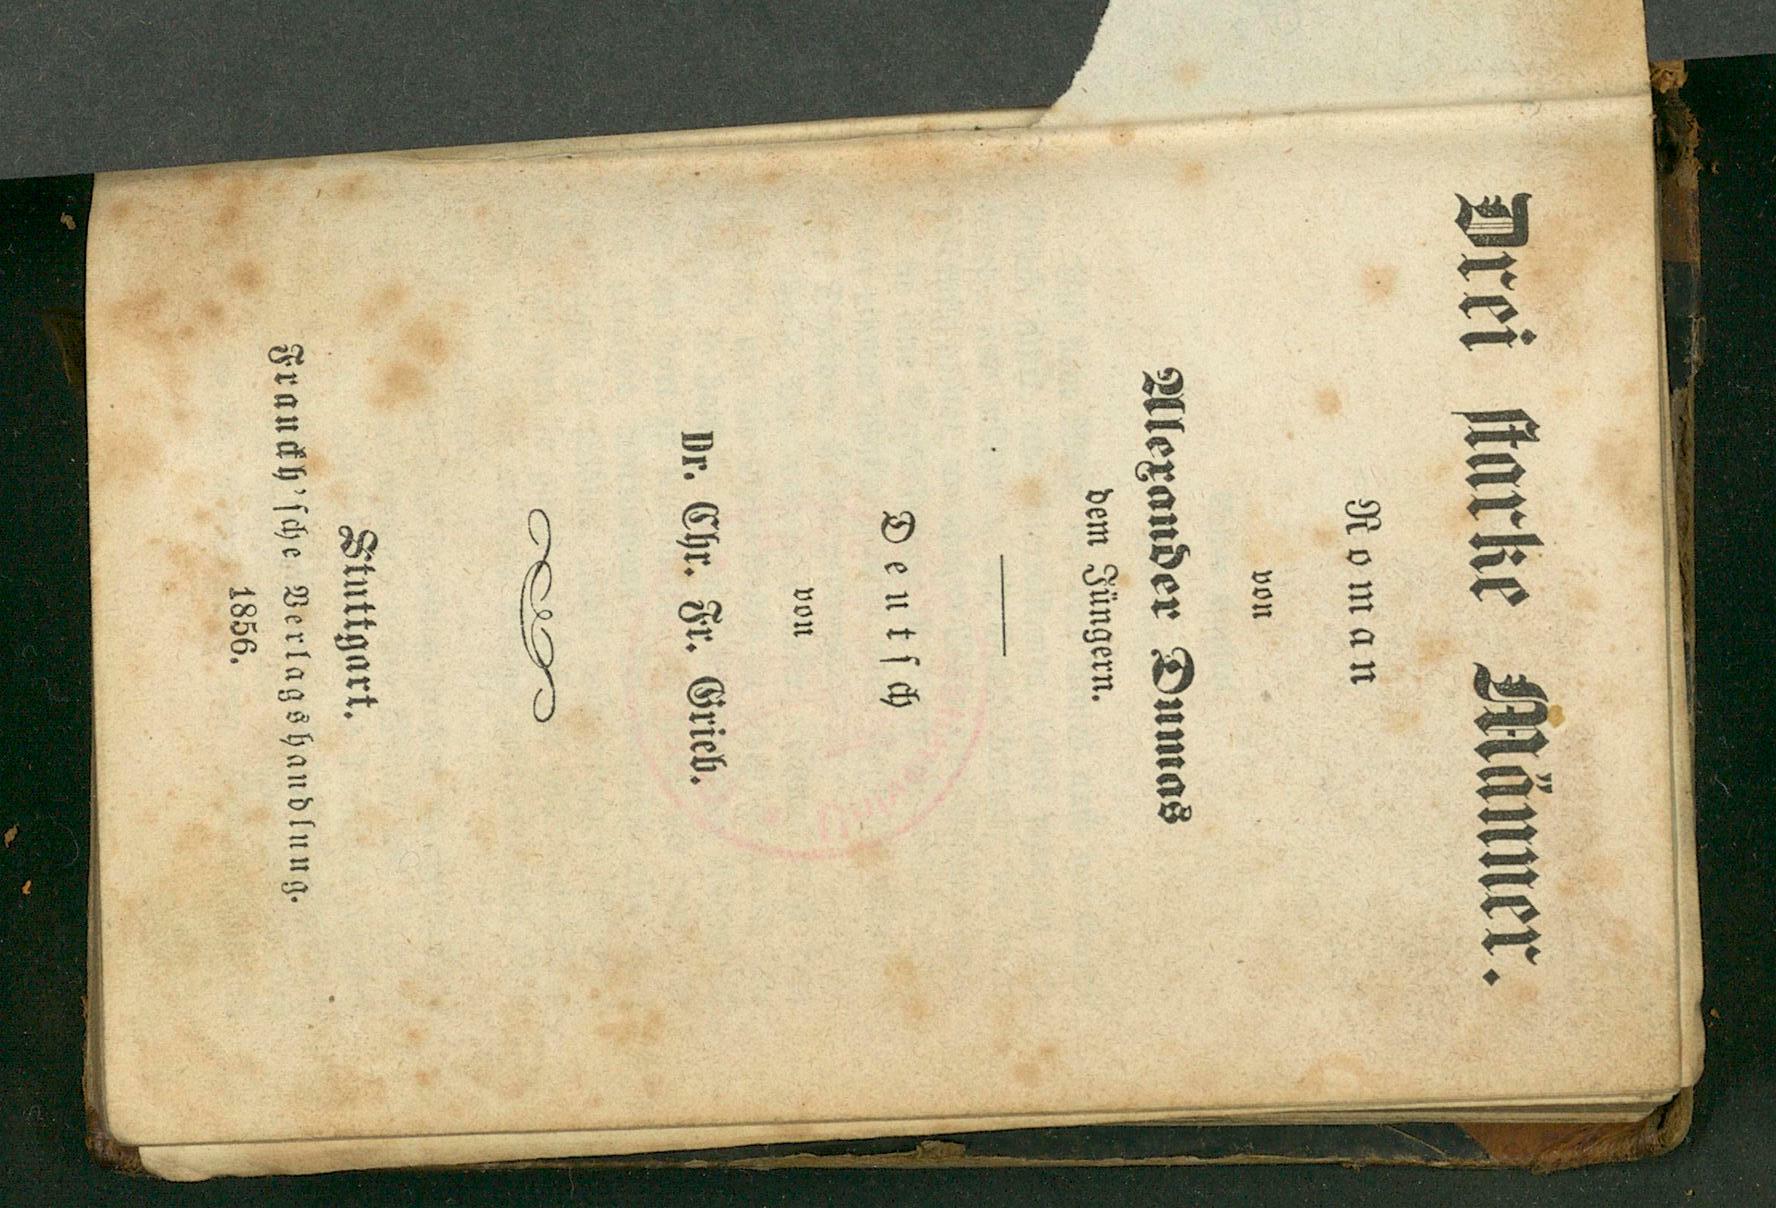 Drei starke Männer.
Roman
von
Alexander Dumas
dem Jüngern.
Deutsch
von
Dr. Chr. Fr. Grieb.
Stuttgart.
Franckh'sche Verlagshandlung.
1856.